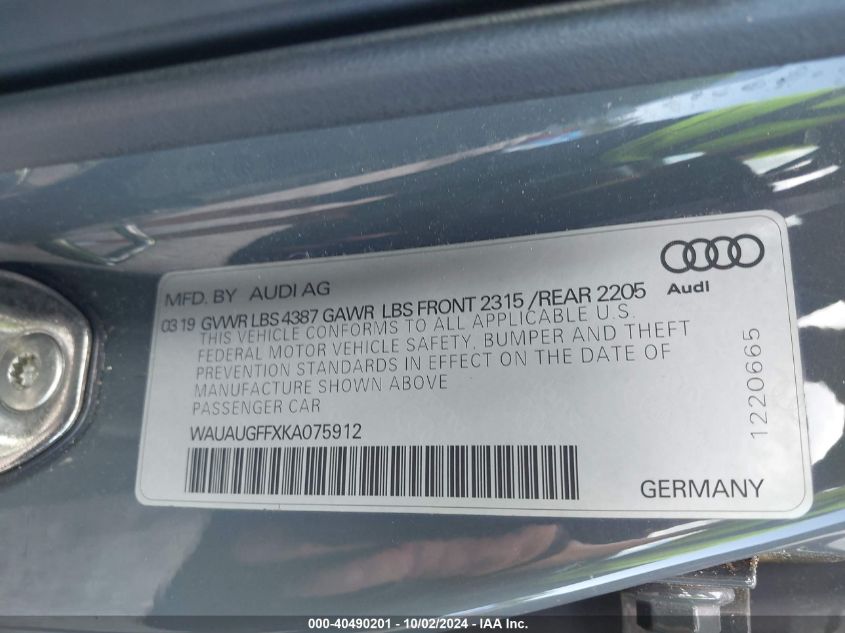 Audi
MFD. BY AUDI AG
03 19 GVWR LBS 4387 GAWR LBS FRONT 2315 /REAR 2205
THIS VEHICLE CONFORMS TO ALL APPLICABLE U.S.
FEDERAL MOTOR VEHICLE SAFETY, BUMPER AND THEFT
PREVENTION STANDARDS IN EFFECT ON THE DATE OF
MANUFACTURE SHOWN ABOVE
PASSENGER CAR
WAUAUGFFXKA075912
GERMANY
1220665
000-40490201 - 10/02/2024 - IAA Inc.